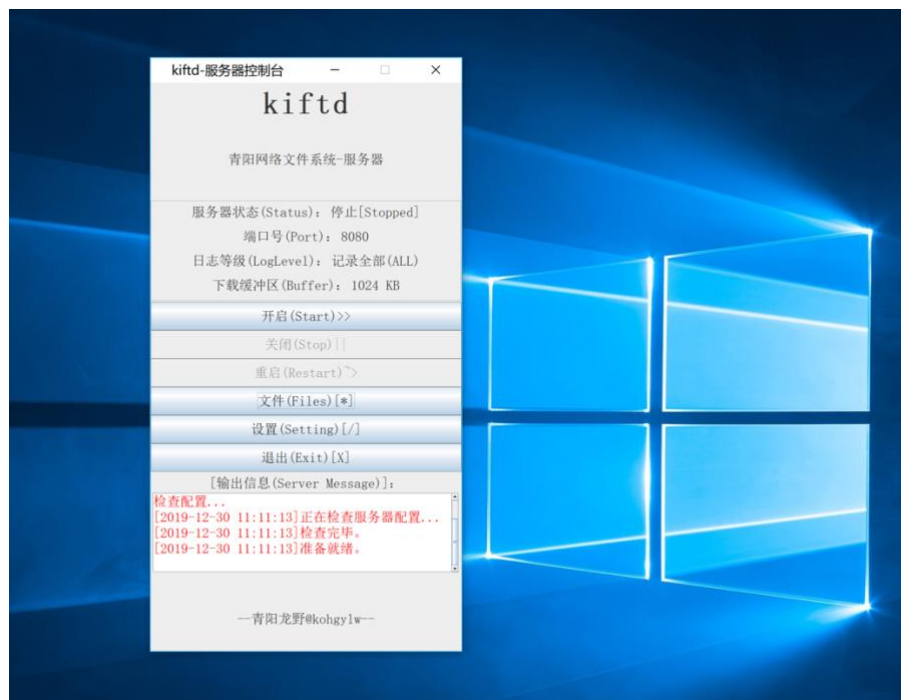 kiftd-服务器控制台
kiftd
青阳网络文件系统-服务器
服务器状态(Status): 停止[Stopped]
端口号(Port): 8080
日志等级(LogLevel): 记录全部(ALL)
下载缓冲区(Buffer): 1024 KB
开启(Start)>>
关闭(Stop)||
重启(Restart)~>
文件(Files)[*]
设置(Setting)[/]
退出(Exit)[X]
[输出信息(Server Message)]:
检查配置...
[2019-12-30 11:11:13]正在检查服务器配置...
[2019-12-30 11:11:13]检查完毕。
[2019-12-30 11:11:13]准备就绪。
--青阳龙野@kohgylw--